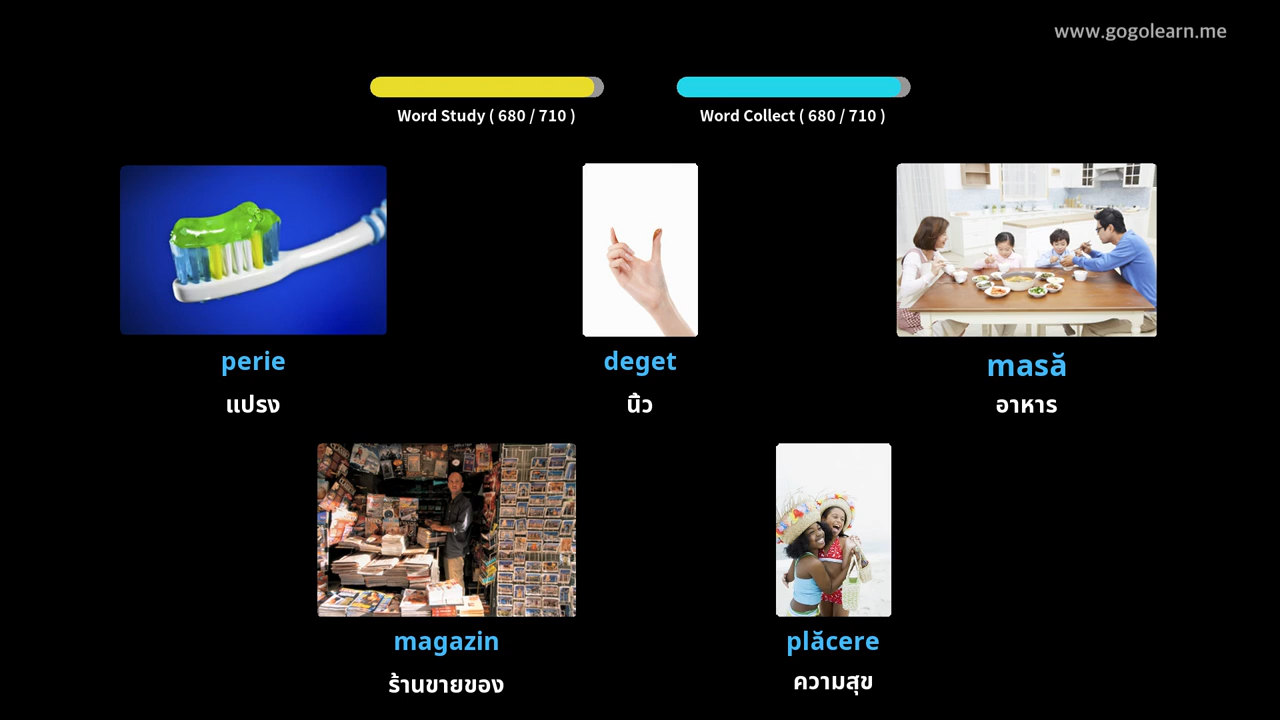 www.gogolearn.me
Word Study ( 680 / 710 )
Word Collect ( 680 / 710 )
perie
deget
masă
แปรง
นิ้ว
อาหาร
magazin
plăcere
ร้านขายของ
ความสุข